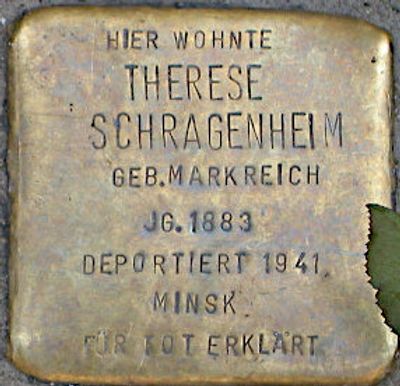 HIER WOHNTE
THERESE
SCHRAGENHEIM
GEB. MARKREICH
JG. 1883
DEPORTIERT 1941
MINSK
FÜR TOT ERKLÄRT